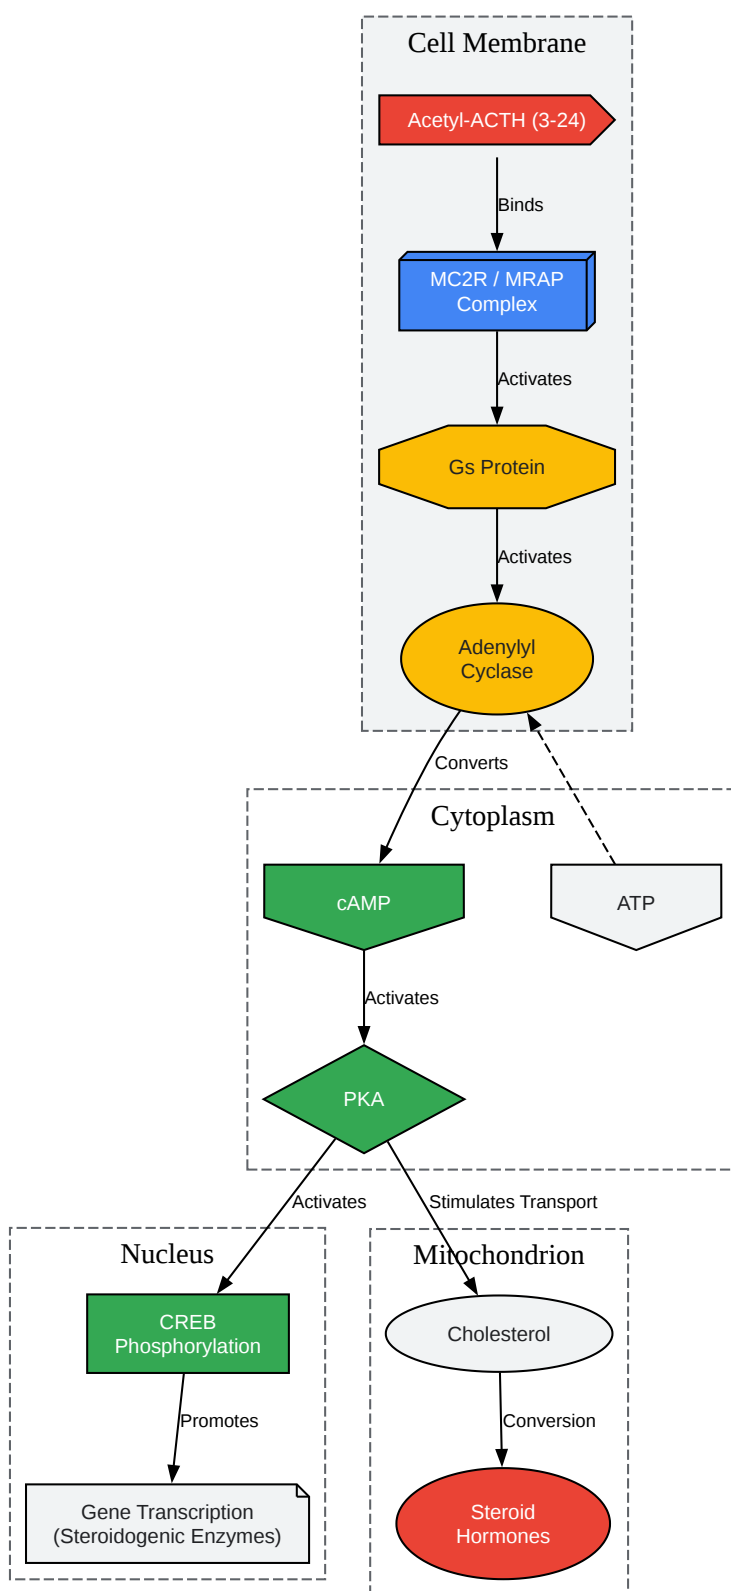 Cell Membrane
Acetyl-ACTH (3-24)
Binds
MC2R / MRAP
Complex
Activates
Gs Protein
Activates
Adenylyl
Cyclase
Converts
Cytoplasm
cAMP
ATP
Activates
PKA
Activates
Stimulates Transport
Nucleus
Mitochondrion
CREB
Phosphorylation
Cholesterol
Promotes
Conversion
Gene Transcription
(Steroidogenic Enzymes)
Steroid
Hormones